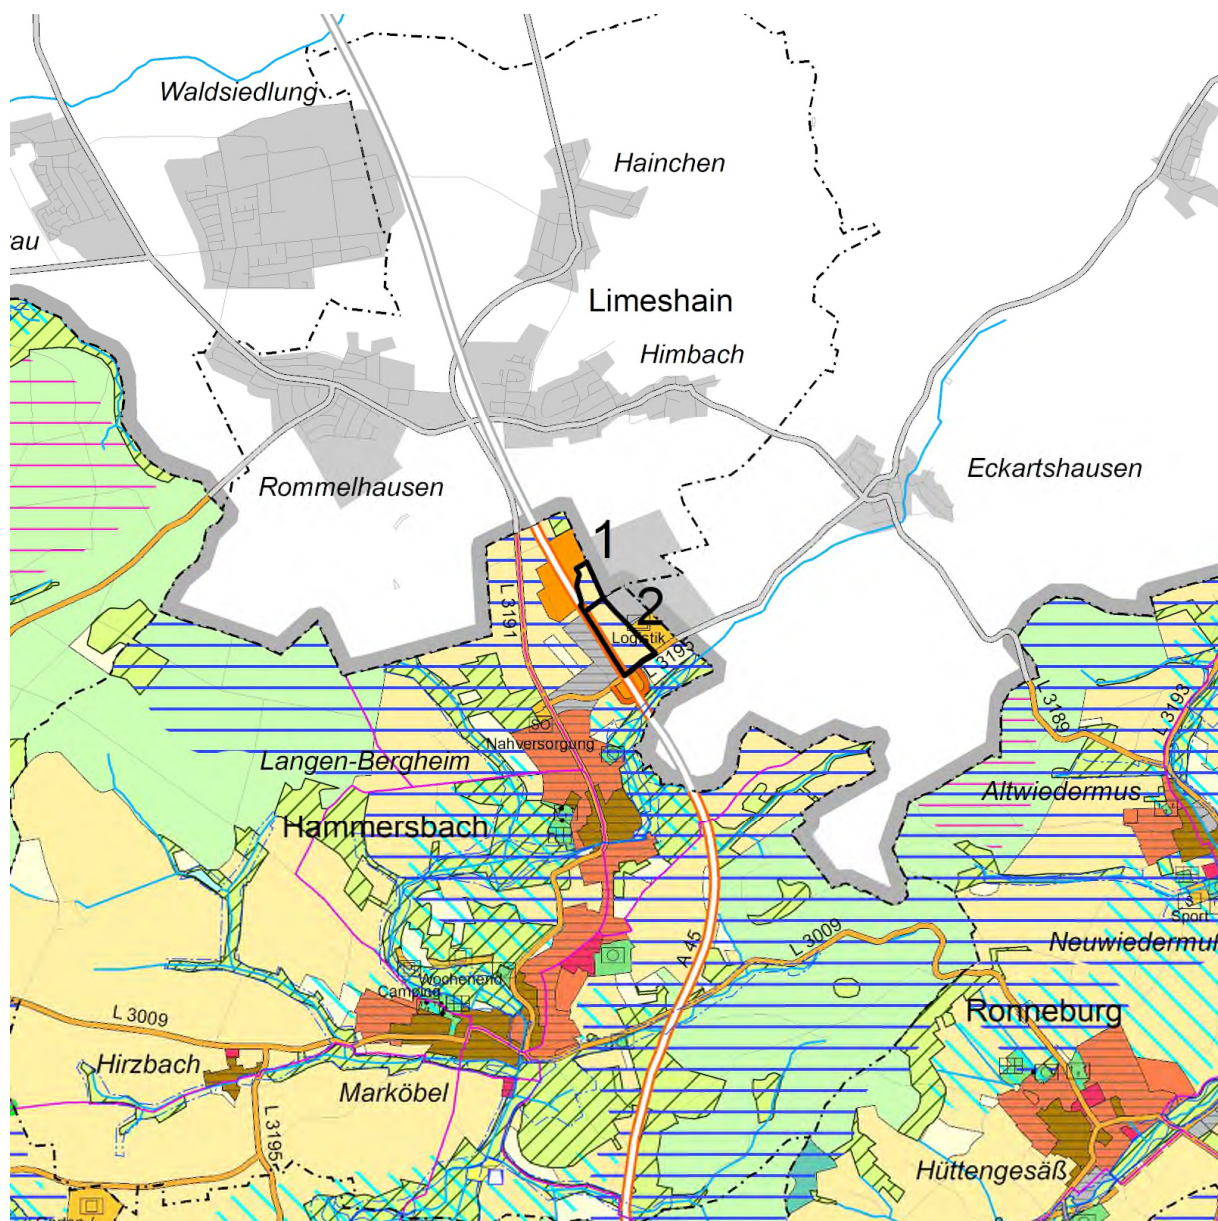 Waldsiedlung
Hainchen
au
Limeshain
Himbach
Rommelhausen
Eckartshausen
1
2
Logistik
L 3191
L 3195
L 3189
L 3193
SO
Nahversorgung
Langen-Bergheim
Altwiedermus
Hammersbach
Sport
A 45
L 3009
Neuwiedermu
Wochenend
Camping
L 3009
Ronneburg
Hirzbach
Marköbel
L 3195
Hüttengesäß